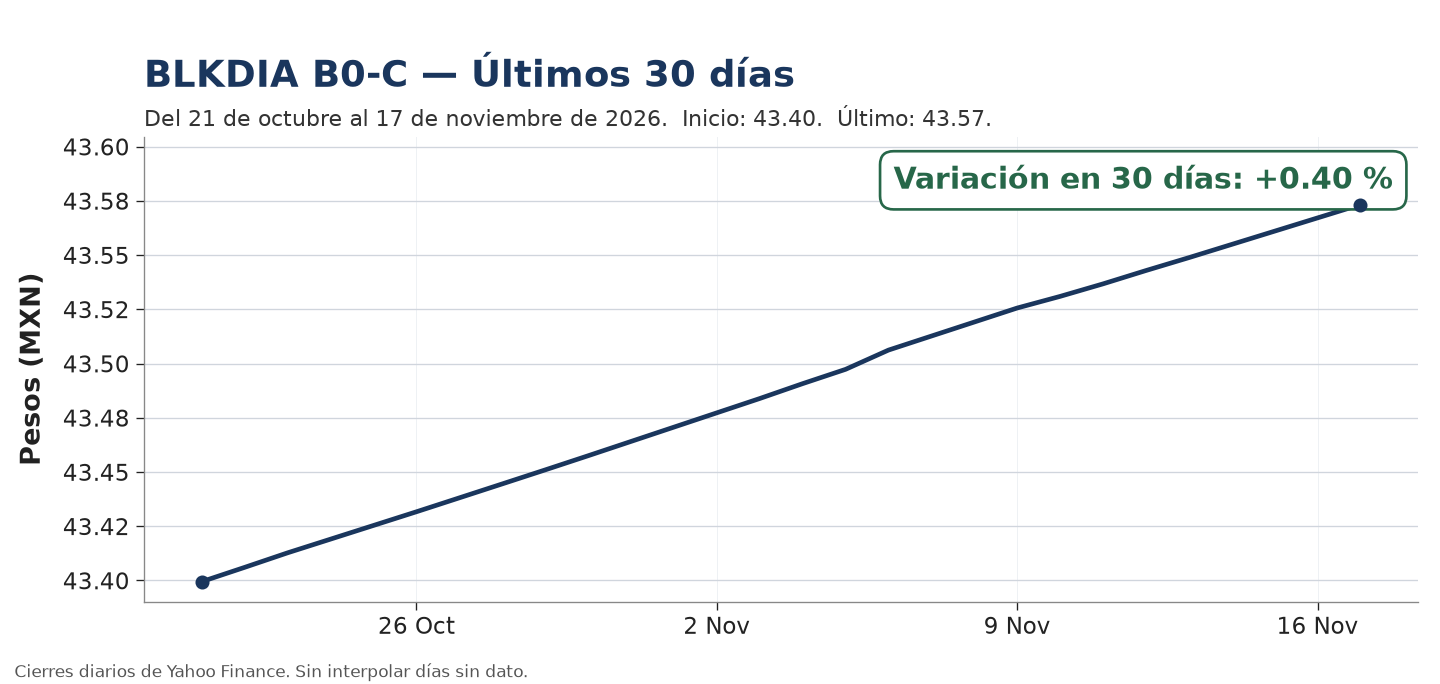 BLKDIA B0-C — Últimos 30 días
Del 21 de octubre al 17 de noviembre de 2026.  Inicio: 43.40.  Último: 43.57.
Variación en 30 días: +0.40 %
Pesos (MXN)
43.60
43.58
43.55
43.52
43.50
43.48
43.45
43.42
43.40
26 Oct
2 Nov
9 Nov
16 Nov
Cierres diarios de Yahoo Finance. Sin interpolar días sin dato.